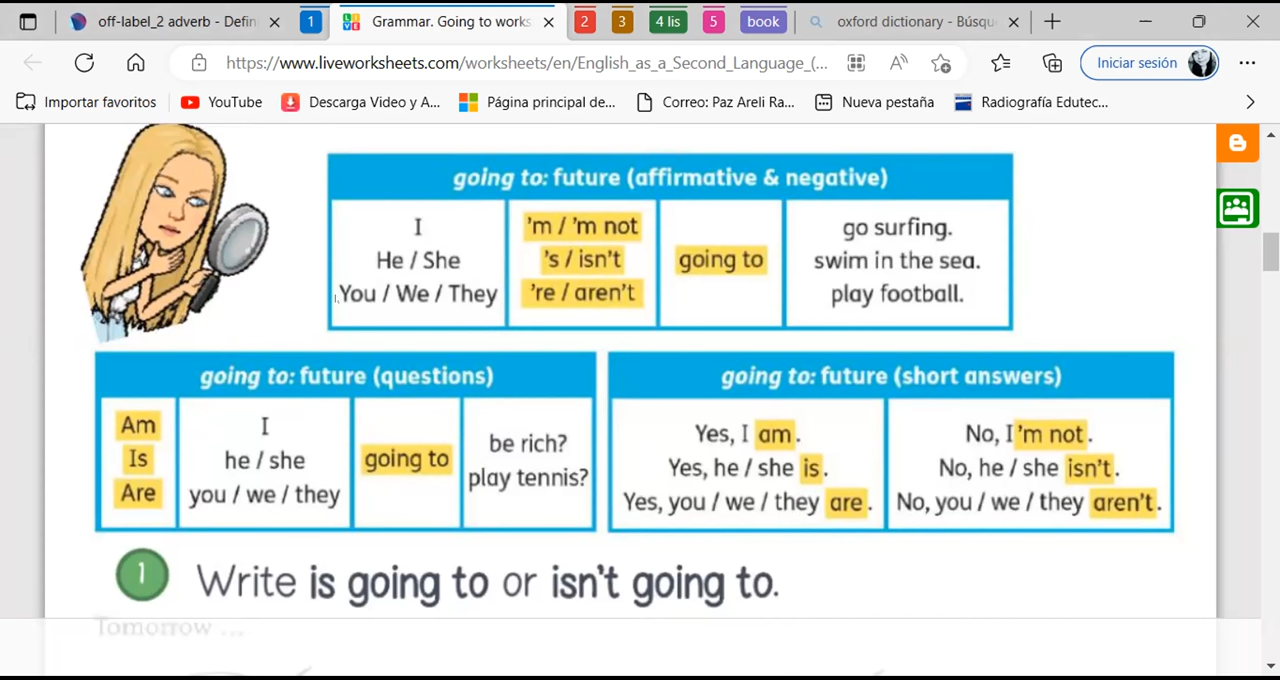 off-label_2 adverb - Defin
1
Grammar. Going to works
2
3
4 lis
5
book
oxford dictionary - Búsque
https://www.liveworksheets.com/worksheets/en/English_as_a_Second_Language_(...
Iniciar sesión
Importar favoritos
YouTube
Descarga Video y A...
Página principal de...
Correo: Paz Areli Ra...
Nueva pestaña
Radiografía Edutec...
going to: future (affirmative & negative)
I
He / She
You / We / They
'm / 'm not
's / isn't
're / aren't
going to
go surfing.
swim in the sea.
play football.
going to: future (questions)
Am
Is
Are
I
he / she
you / we / they
going to
be rich?
play tennis?
going to: future (short answers)
Yes, I am.
Yes, he / she is.
Yes, you / we / they are.
No, I 'm not.
No, he / she isn't.
No, you / we / they aren't.
1 Write is going to or isn't going to.
Tomorrow ...